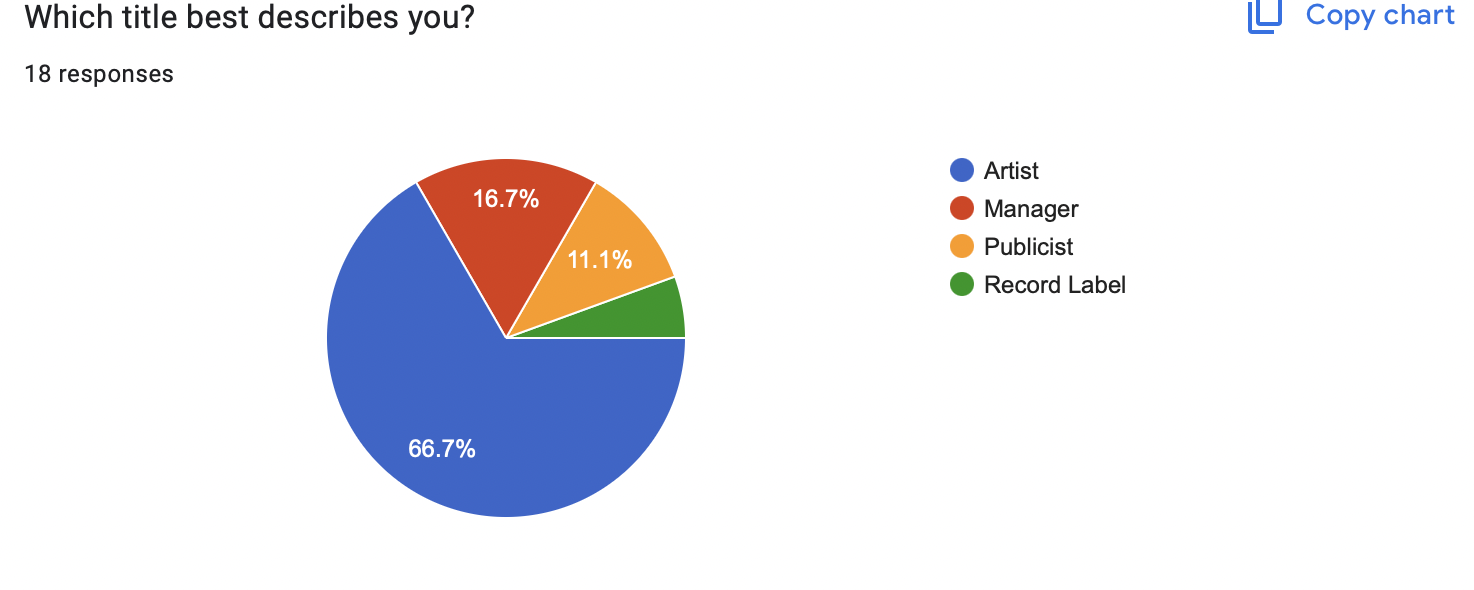 Which title best describes you?
Copy chart
18 responses
16.7%
11.1%
66.7%
Artist
Manager
Publicist
Record Label